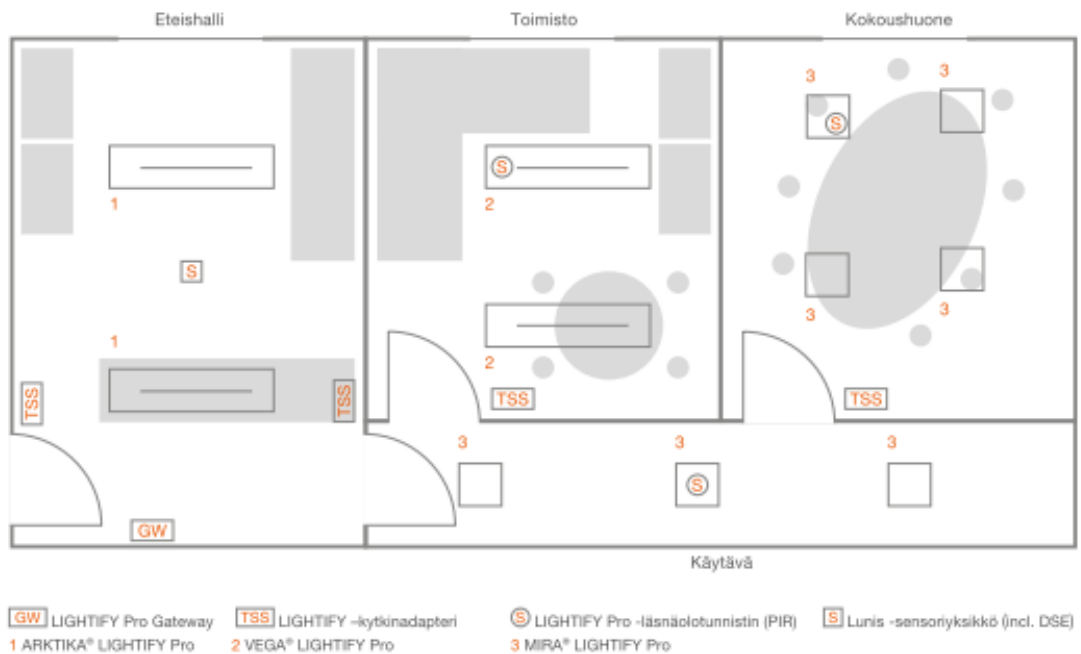 Eteishalli Toimisto Kokoushuone
3 3
S
S
1 2
S
1 3 3
2
TSS TSS TSS TSS
3 3 3
S
GW
Käytävä
GW LIGHTIFY Pro Gateway TSS LIGHTIFY –kytkinadapteri S LIGHTIFY Pro -läsnäolotunnistin (PIR) S Lunis -sensoriyksikkö (incl. DSE)
1 ARKTIKA® LIGHTIFY Pro 2 VEGA® LIGHTIFY Pro 3 MIRA® LIGHTIFY Pro